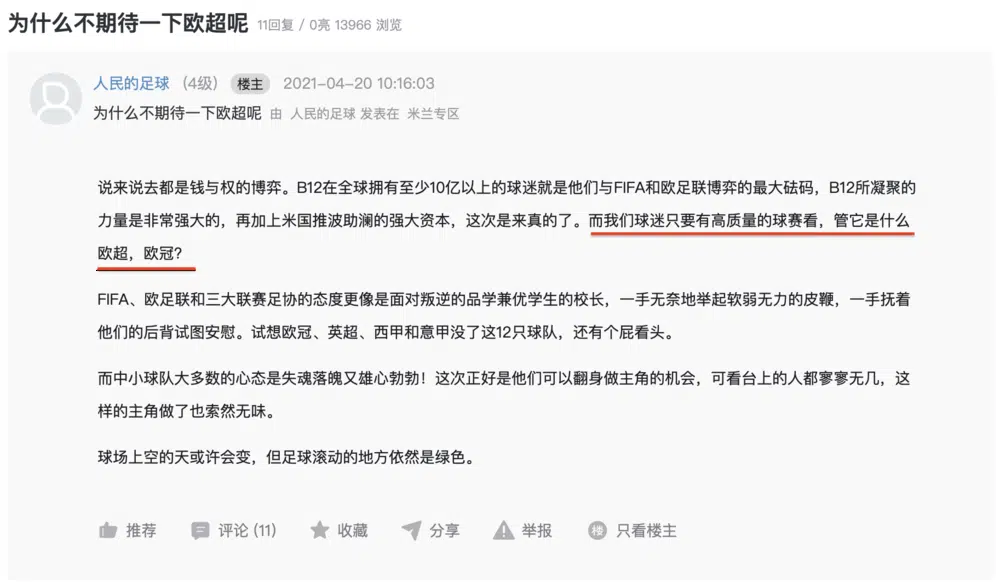 为什么不期待一下欧超呢 11回复 / 0亮 13966 浏览
人民的足球 (4级) 楼主 2021-04-20 10:16:03
为什么不期待一下欧超呢 由 人民的足球 发表在 米兰专区
说来说去都是钱与权的博弈。B12在全球拥有至少10亿以上的球迷就是他们与FIFA和欧足联博弈的最大砝码，B12所凝聚的
力量是非常强大的，再加上米国推波助澜的强大资本，这次是来真的了。而我们球迷只要有高质量的球赛看，管它是什么
欧超，欧冠？
FIFA、欧足联和三大联赛足协的态度更像是面对叛逆的品学兼优学生的校长，一手无奈地举起软弱无力的皮鞭，一手抚着
他们的后背试图安慰。试想欧冠、英超、西甲和意甲没了这12只球队，还有个屁看头。
而中小球队大多数的心态是失魂落魄又雄心勃勃！这次正好是他们可以翻身做主角的机会，可看台上的人都寥寥无几，这
样的主角做了也索然无味。
球场上空的天或许会变，但足球滚动的地方依然是绿色。
推荐 评论 (11) 收藏 分享 举报 楼 只看楼主